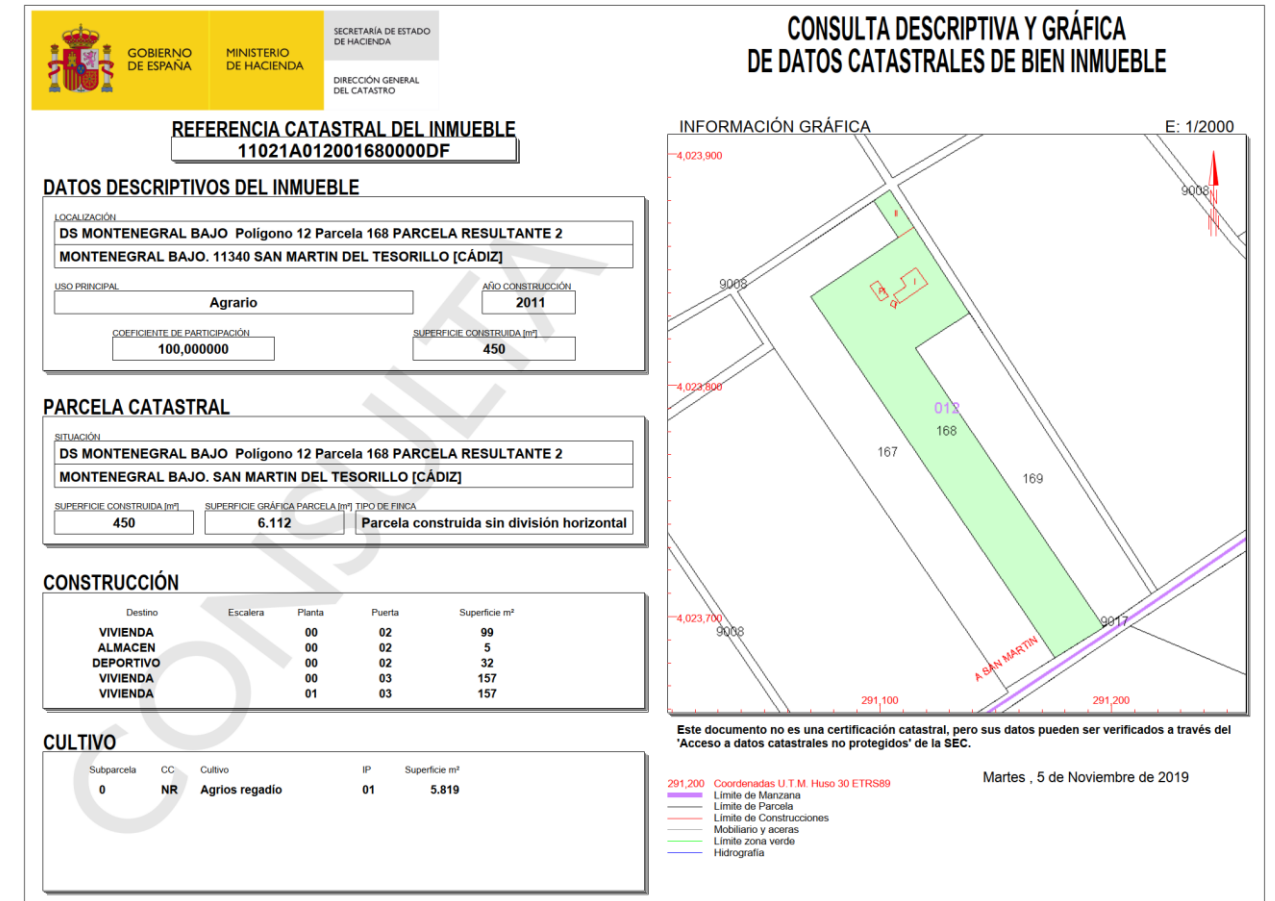 GOBIERNO
DE ESPAÑA
MINISTERIO
DE HACIENDA
SECRETARÍA DE ESTADO
DE HACIENDA
DIRECCIÓN GENERAL
DEL CATASTRO
CONSULTA DESCRIPTIVA Y GRÁFICA
DE DATOS CATASTRALES DE BIEN INMUEBLE
REFERENCIA CATASTRAL DEL INMUEBLE
11021A012001680000DF
DATOS DESCRIPTIVOS DEL INMUEBLE
LOCALIZACIÓN
DS MONTENEGRAL BAJO Polígono 12 Parcela 168 PARCELA RESULTANTE 2
MONTENEGRAL BAJO. 11340 SAN MARTIN DEL TESORILLO [CÁDIZ]
USO PRINCIPAL AÑO CONSTRUCCIÓN
Agrario 2011
COEFICIENTE DE PARTICIPACIÓN SUPERFICIE CONSTRUIDA [m²]
100,000000 450
PARCELA CATASTRAL
SITUACIÓN
DS MONTENEGRAL BAJO Polígono 12 Parcela 168 PARCELA RESULTANTE 2
MONTENEGRAL BAJO. SAN MARTIN DEL TESORILLO [CÁDIZ]
SUPERFICIE CONSTRUIDA [m²] SUPERFICIE GRÁFICA PARCELA [m²] TIPO DE FINCA
450 6.112 Parcela construida sin división horizontal
CONSTRUCCIÓN
Destino Escalera Planta Puerta Superficie m²
VIVIENDA 00 02 99
ALMACEN 00 02 5
DEPORTIVO 00 02 32
VIVIENDA 00 03 157
VIVIENDA 01 03 157
CULTIVO
Subparcela CC Cultivo IP Superficie m²
0 NR Agrios regadío 01 5.819
CONSULTA
INFORMACIÓN GRÁFICA E: 1/2000
4,023,900
9008
N
II
9008
I
4,023,800
012
168
167
169
4,023,700
9008
9017
A SAN MARTIN
291,100 291,200
Este documento no es una certificación catastral, pero sus datos pueden ser verificados a través del
'Acceso a datos catastrales no protegidos' de la SEC.
Martes , 5 de Noviembre de 2019
291,200 Coordenadas U.T.M. Huso 30 ETRS89
Límite de Manzana
Límite de Parcela
Límite de Construcciones
Mobiliario y aceras
Límite zona verde
Hidrografía